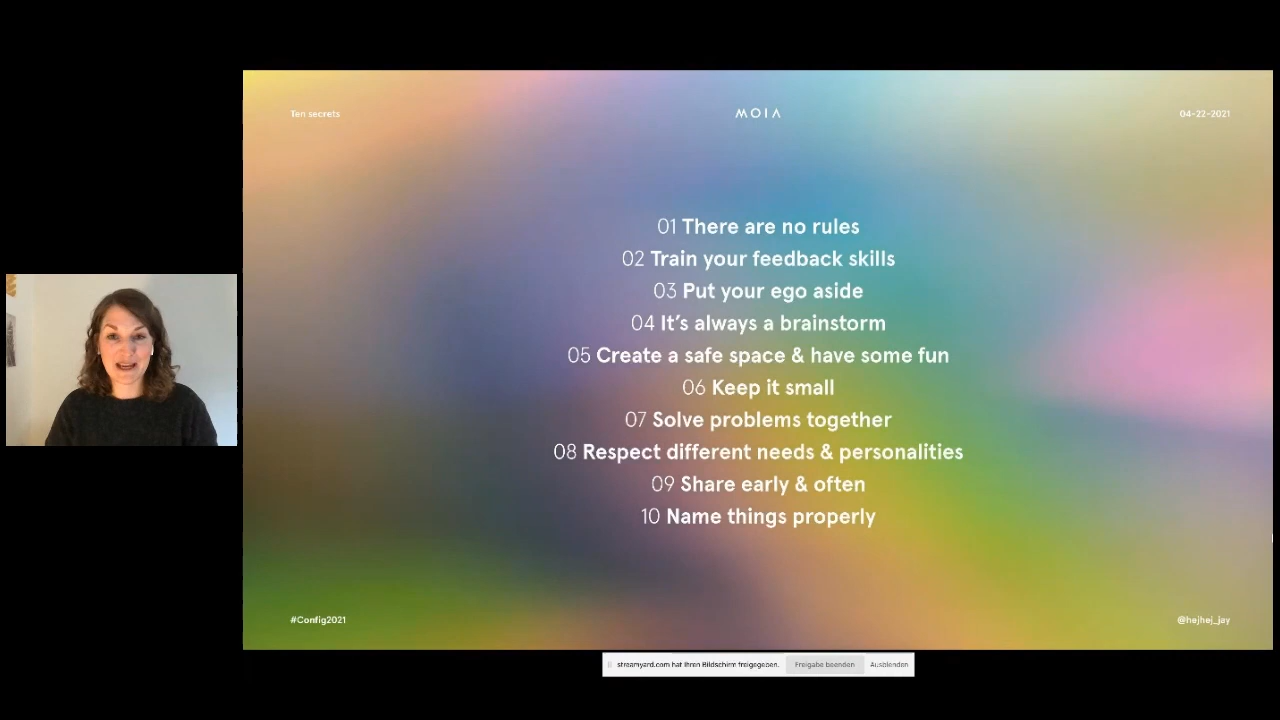 Ten secrets
MOIA
04-22-2021
01 There are no rules
02 Train your feedback skills
03 Put your ego aside
04 It’s always a brainstorm
05 Create a safe space & have some fun
06 Keep it small
07 Solve problems together
08 Respect different needs & personalities
09 Share early & often
10 Name things properly
#Config2021
@hejhej_jay
streamyard.com hat Ihren Bildschirm freigegeben.
Freigabe beenden
Ausblenden